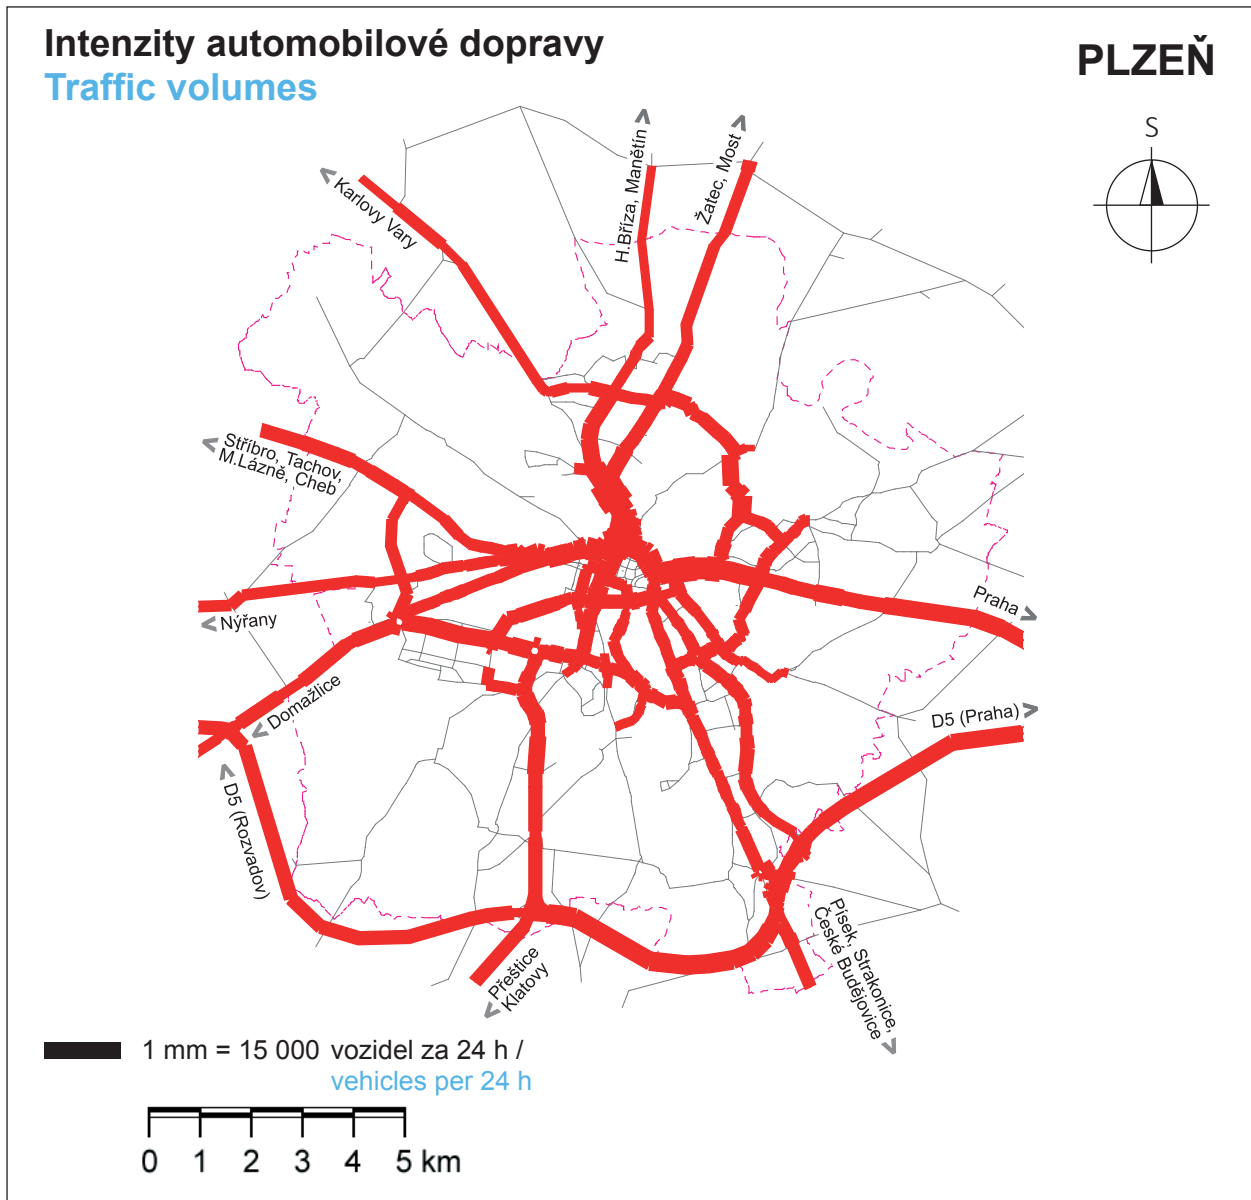 Intenzity automobilové dopravy
Traffic volumes
PLZEŇ
S
Karlovy Vary
H.Bříza, Manětín
Žatec, Most
Stříbro, Tachov,
M.Lázně, Cheb
Nýřany
Domažlice
D5 (Rozvadov)
Praha
D5 (Praha)
Přeštice
Klatovy
Písek, Strakonice,
České Budějovice
1 mm = 15 000 vozidel za 24 h /
vehicles per 24 h
0 1 2 3 4 5 km